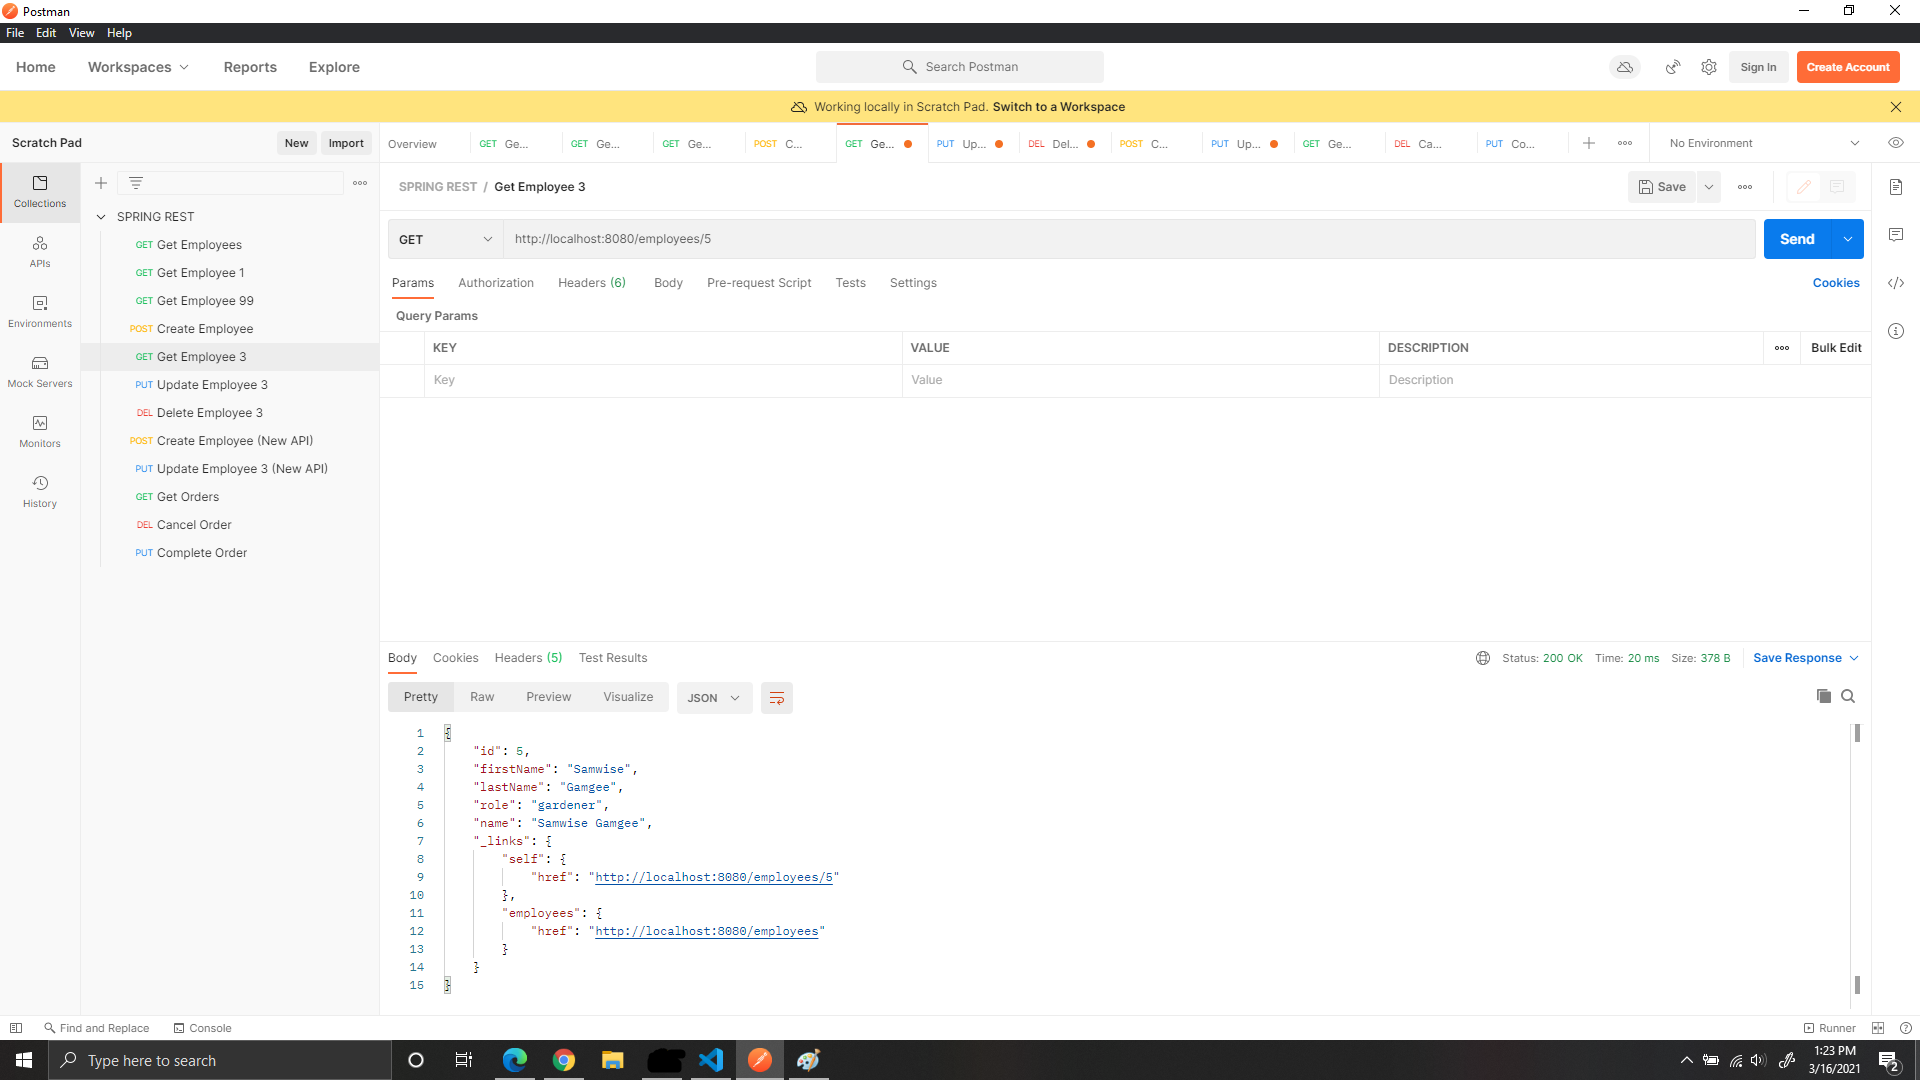 Postman
File Edit View Help
Home Workspaces Reports Explore Search Postman Sign In Create Account
Working locally in Scratch Pad. Switch to a Workspace
Scratch Pad New Import Overview GET Ge... GET Ge... GET Ge... POST C... GET Ge... PUT Up... DEL Del... POST C... PUT Up... GET Ge... DEL Ca... PUT Co... No Environment
Collections
APIs
Environments
Mock Servers
Monitors
History
SPRING REST
GET Get Employees
GET Get Employee 1
GET Get Employee 99
POST Create Employee
GET Get Employee 3
PUT Update Employee 3
DEL Delete Employee 3
POST Create Employee (New API)
PUT Update Employee 3 (New API)
GET Get Orders
DEL Cancel Order
PUT Complete Order
SPRING REST / Get Employee 3 Save
GET http://localhost:8080/employees/5 Send
Params Authorization Headers (6) Body Pre-request Script Tests Settings Cookies
Query Params
KEY VALUE DESCRIPTION Bulk Edit
Key Value Description
Body Cookies Headers (5) Test Results Status: 200 OK Time: 20 ms Size: 378 B Save Response
Pretty Raw Preview Visualize JSON
1 {
2 "id": 5,
3 "firstName": "Samwise",
4 "lastName": "Gamgee",
5 "role": "gardener",
6 "name": "Samwise Gamgee",
7 "_links": {
8 "self": {
9 "href": "http://localhost:8080/employees/5"
10 },
11 "employees": {
12 "href": "http://localhost:8080/employees"
13 }
14 }
15 }
Find and Replace Console Runner
Type here to search 1:23 PM
3/16/2021
2